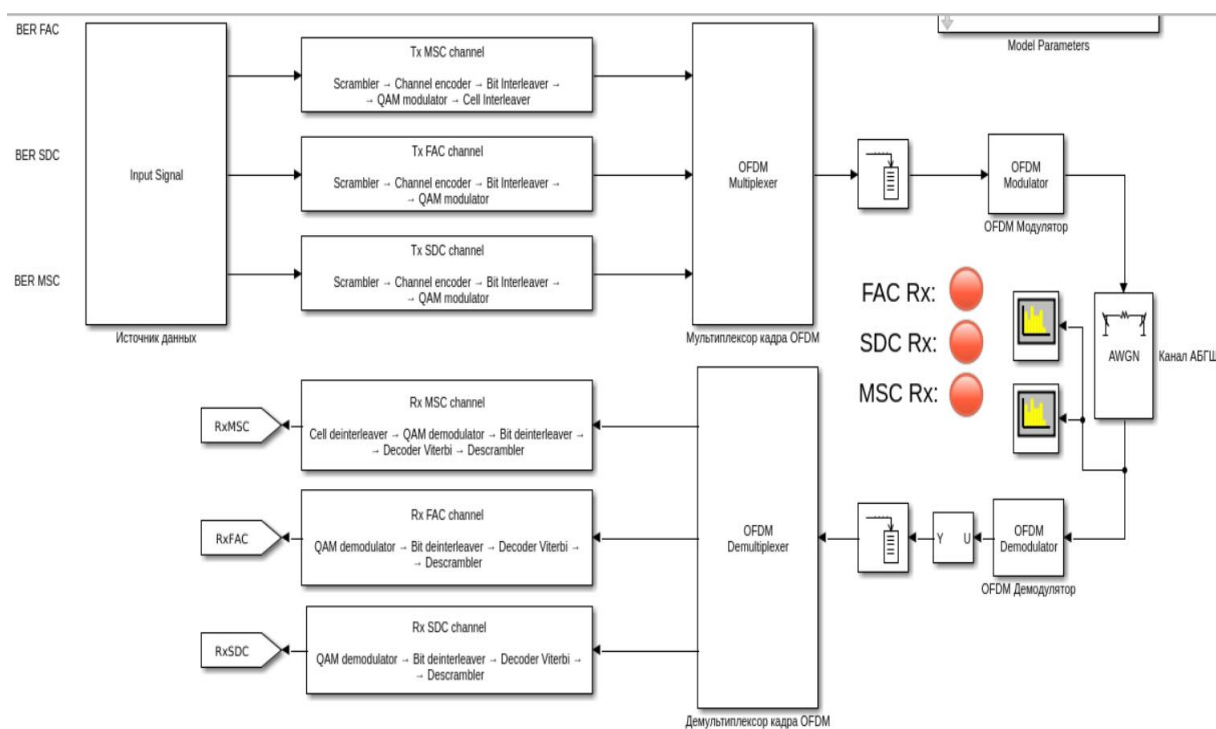 BER FAC
BER SDC
BER MSC
Input Signal
Источник данных
Tx MSC channel
Scrambler → Channel encoder → Bit Interleaver →
→ QAM modulator → Cell Interleaver
Tx FAC channel
Scrambler → Channel encoder → Bit Interleaver →
→ QAM modulator
Tx SDC channel
Scrambler → Channel encoder → Bit Interleaver →
→ QAM modulator
OFDM
Multiplexer
Мультиплексор кадра OFDM
Model Parameters
OFDM
Modulator
OFDM Модулятор
FAC Rx:
SDC Rx:
MSC Rx:
AWGN
Канал АБГШ
OFDM
Demodulator
OFDM Демодулятор
Y U
OFDM
Demultiplexer
Демультиплексор кадра OFDM
Rx MSC channel
Cell deinterleaver → QAM demodulator → Bit deinterleaver →
→ Decoder Viterbi → Descrambler
RxMSC
Rx FAC channel
QAM demodulator → Bit deinterleaver → Decoder Viterbi →
→ Descrambler
RxFAC
Rx SDC channel
QAM demodulator → Bit deinterleaver → Decoder Viterbi →
→ Descrambler
RxSDC